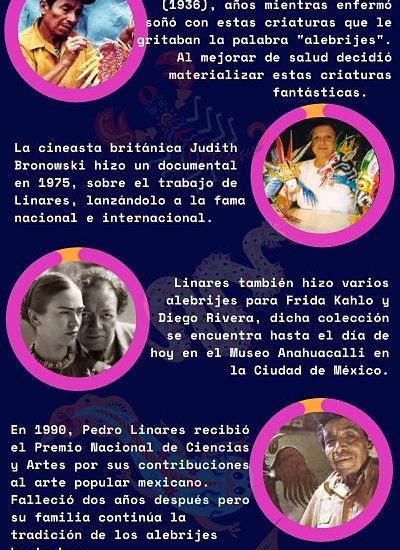 (1936), años mientras enfermó
soñó con estas criaturas que le
gritaban la palabra "alebrijes".
Al mejorar de salud decidió
materializar estas criaturas
fantásticas.
La cineasta británica Judith
Bronowski hizo un documental
en 1975, sobre el trabajo de
Linares, lanzándolo a la fama
nacional e internacional.
Linares también hizo varios
alebrijes para Frida Kahlo y
Diego Rivera, dicha colección
se encuentra hasta el día de
hoy en el Museo Anahuacalli en
la Ciudad de México.
En 1990, Pedro Linares recibió
el Premio Nacional de Ciencias
y Artes por sus contribuciones
al arte popular mexicano.
Falleció dos años después pero
su familia continúa la
tradición de los alebrijes